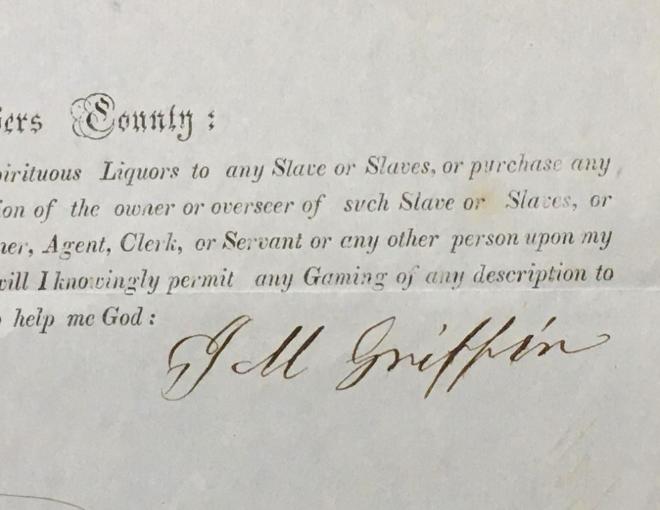 ers County:
irituous Liquors to any Slave or Slaves, or purchase any
ion of the owner or overseer of such Slave or Slaves, or
ner, Agent, Clerk, or Servant or any other person upon my
will I knowingly permit any Gaming of any description to
help me God:
J M Griffin